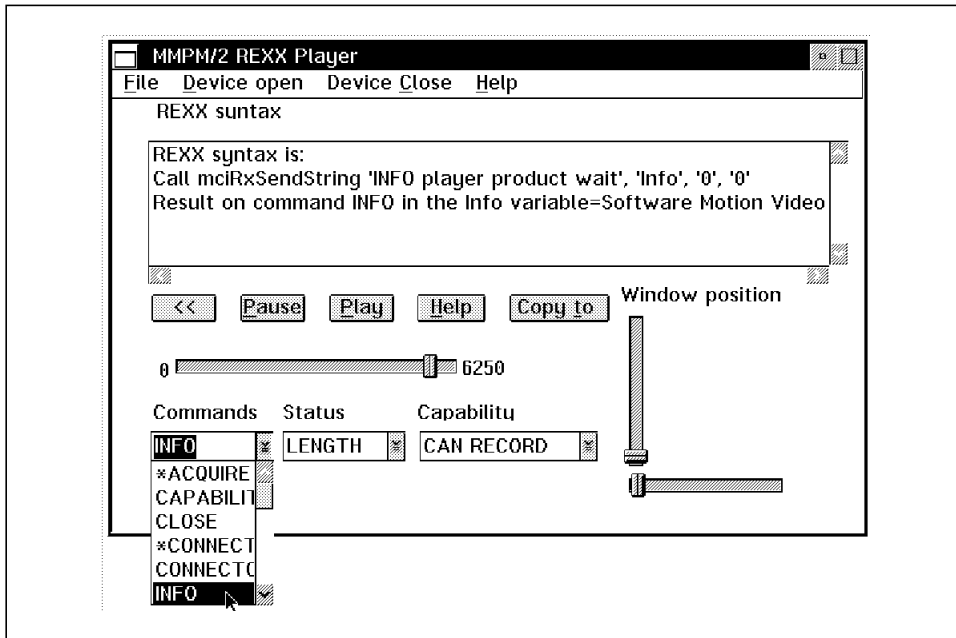 MMPM/2 REXX Player
File Device open Device Close Help
REXX syntax
REXX syntax is:
Call mciRxSendString 'INFO player product wait', 'Info', '0', '0'
Result on command INFO in the Info variable=Software Motion Video
<< Pause Play Help Copy to
Window position
0 6250
Commands Status Capability
INFO LENGTH CAN RECORD
*ACQUIRE
CAPABILIT
CLOSE
*CONNECT
CONNECTO
INFO